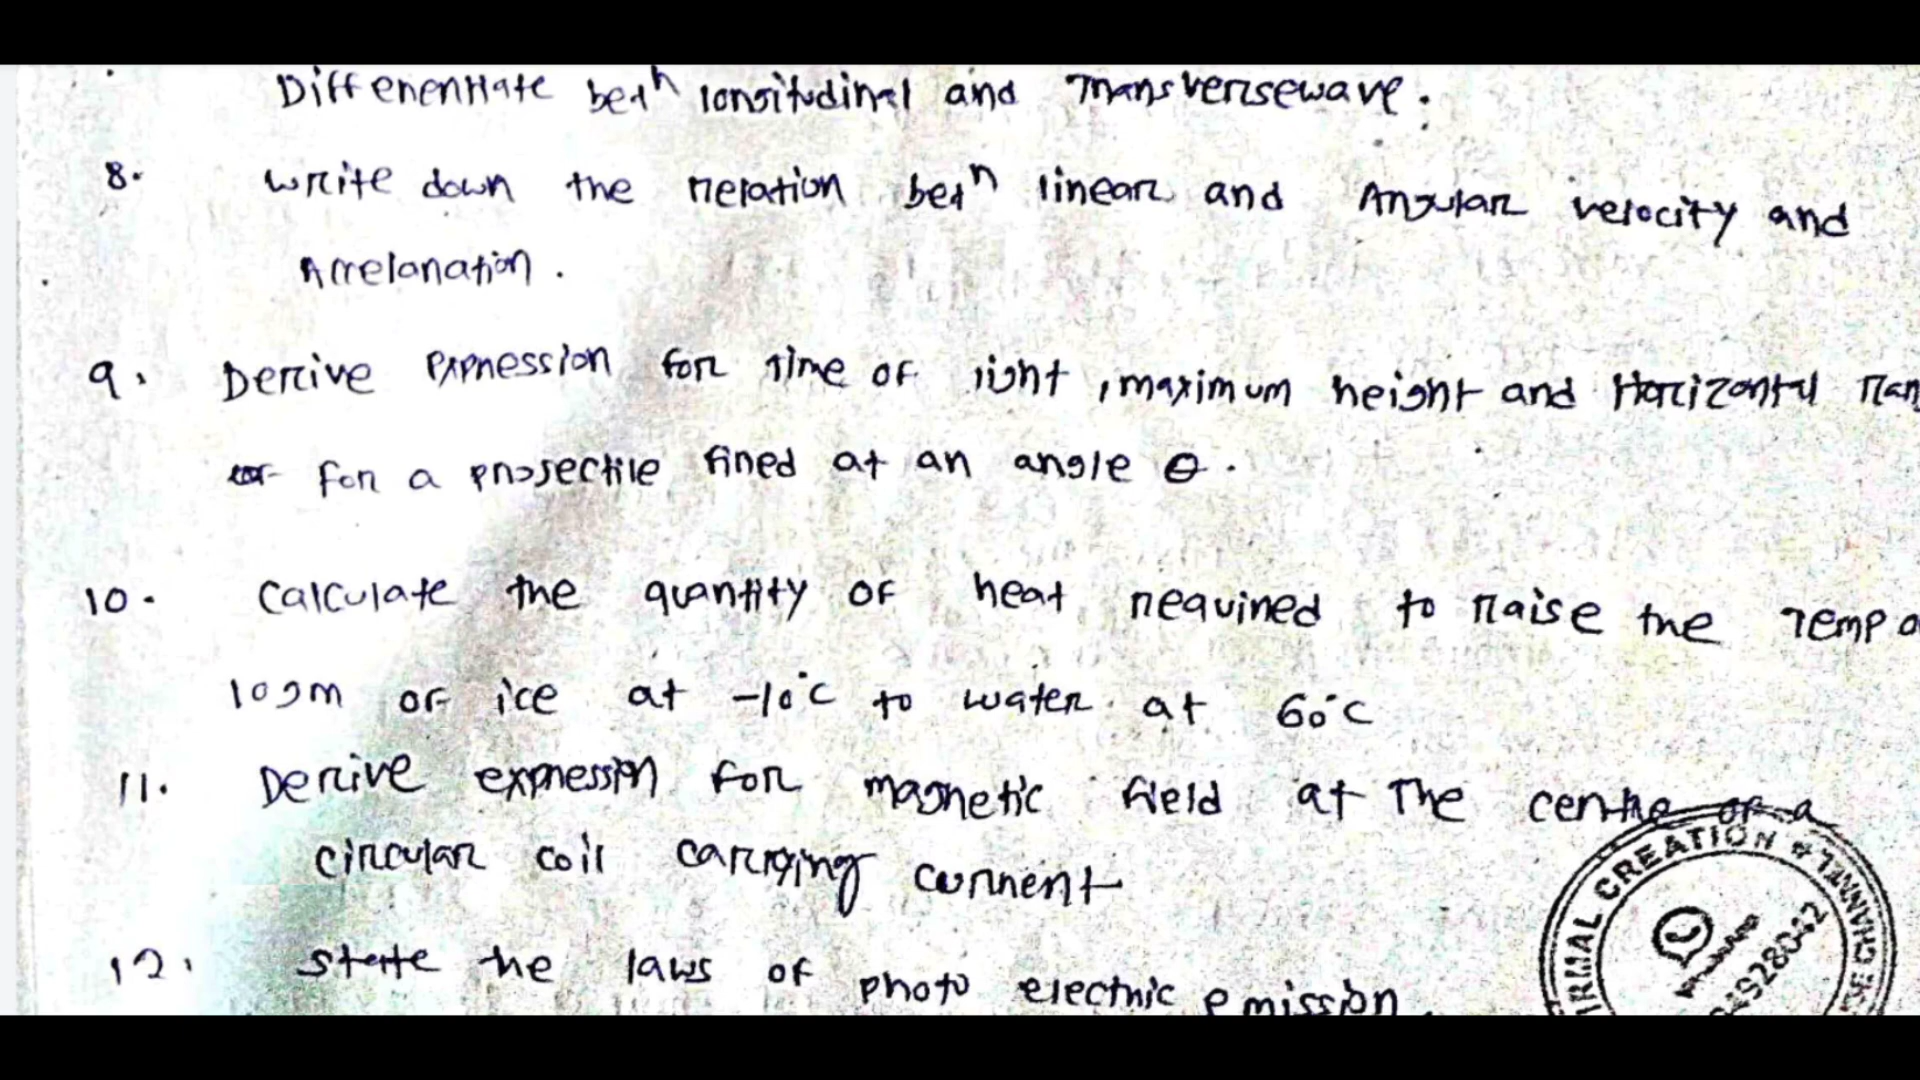 Differentiate betn longitudinal and Transversewave.
8. Write down the relation betn linear and Angular velocity and
Accelaration.
9. Derive Expression for Time of light, maximum height and Horizontal ran
for a projectile fired at an angle θ.
10. Calculate the quantity of heat required to raise the Temp o
10gm of ice at -10°C to water at 60°C
11. Derive expression for magnetic field at The centre of a
circular coil carrying current
12. State the laws of photo electric emission.
IRMAL CREATION